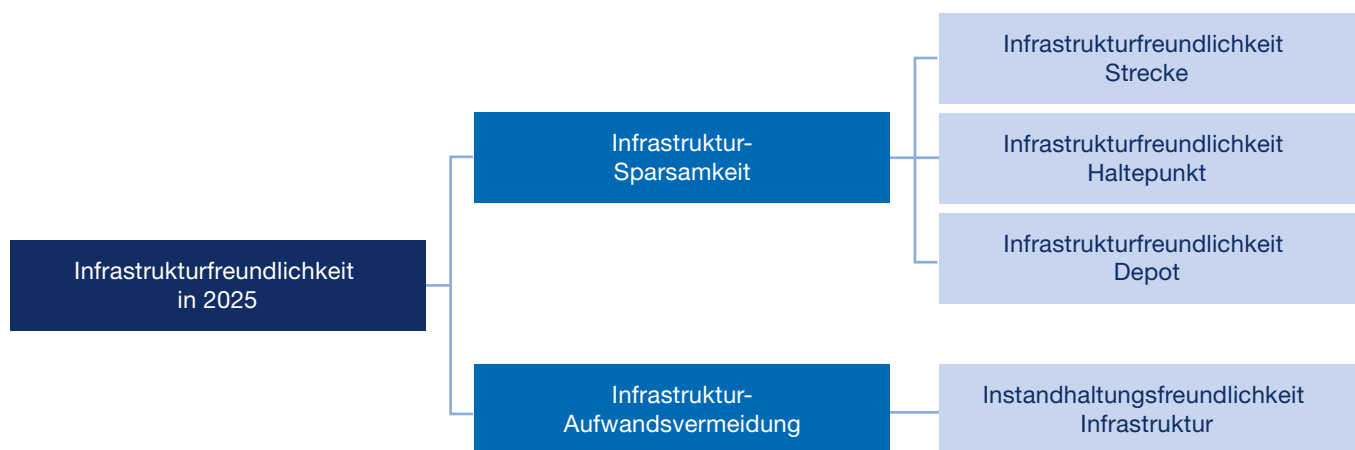 Infrastrukturfreundlichkeit
in 2025
Infrastruktur-
Sparsamkeit
Infrastrukturfreundlichkeit
Strecke
Infrastrukturfreundlichkeit
Haltepunkt
Infrastrukturfreundlichkeit
Depot
Infrastruktur-
Aufwandsvermeidung
Instandhaltungsfreundlichkeit
Infrastruktur